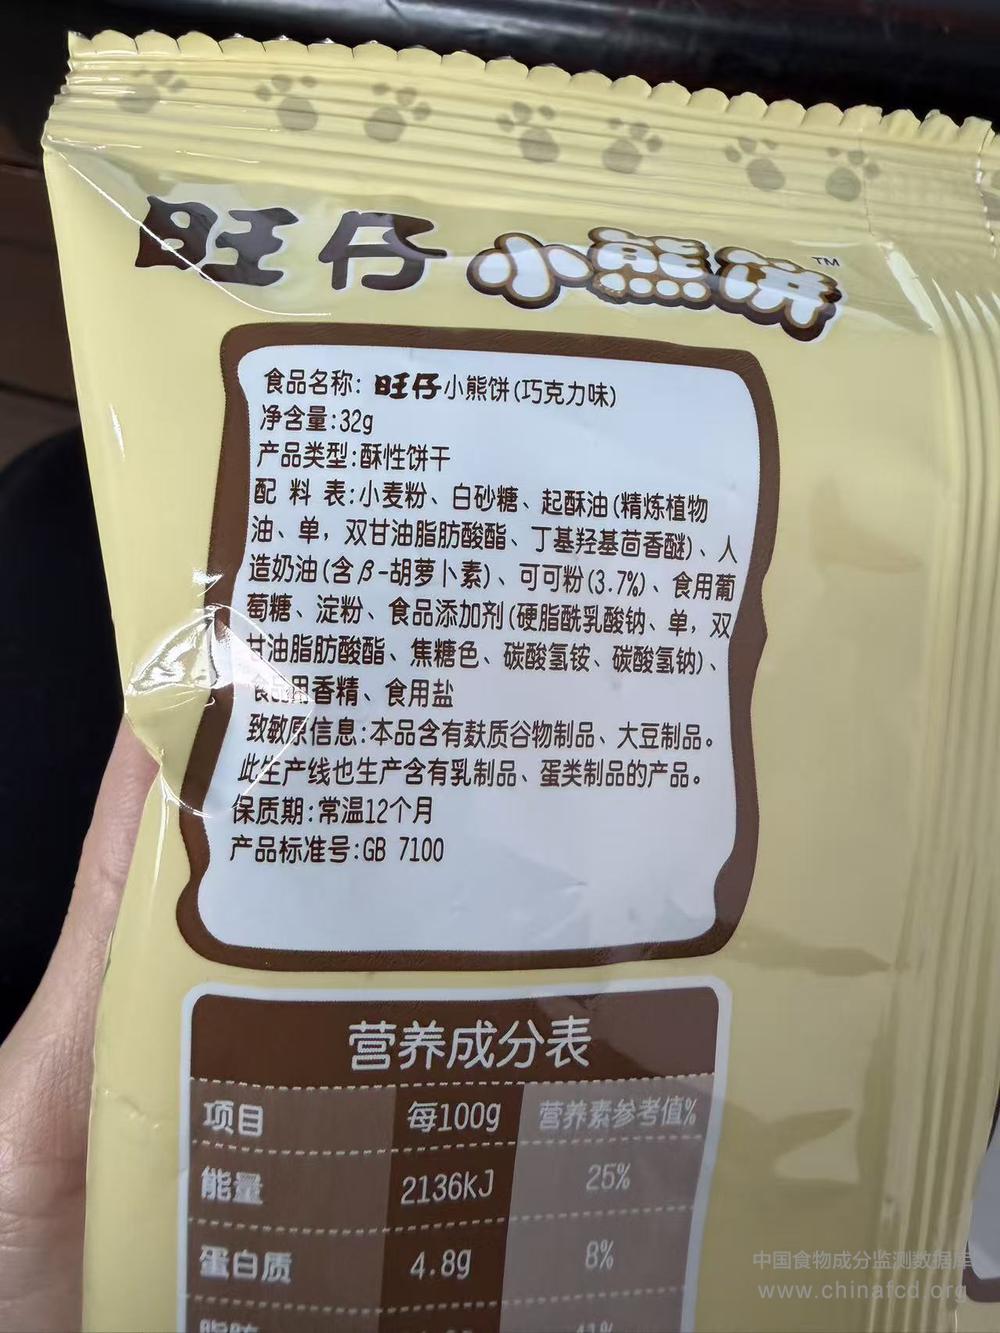 旺仔小熊饼™
食品名称: 旺仔小熊饼(巧克力味)
净含量:32g
产品类型:酥性饼干
配 料 表:小麦粉、白砂糖、起酥油(精炼植物
油、单，双甘油脂肪酸酯、丁基羟基茴香醚)、人
造奶油(含β-胡萝卜素)、可可粉(3.7%)、食用葡
萄糖、淀粉、食品添加剂(硬脂酰乳酸钠、单，双
甘油脂肪酸酯、焦糖色、碳酸氢铵、碳酸氢钠)、
食品用香精、食用盐
致敏原信息:本品含有麸质谷物制品、大豆制品。
此生产线也生产含有乳制品、蛋类制品的产品。
保质期:常温12个月
产品标准号:GB 7100
营养成分表
项目 每100g 营养素参考值%
能量 2136kJ 25%
蛋白质 4.8g 8%
中国食物成分监测数据库
www.chinafcd.org